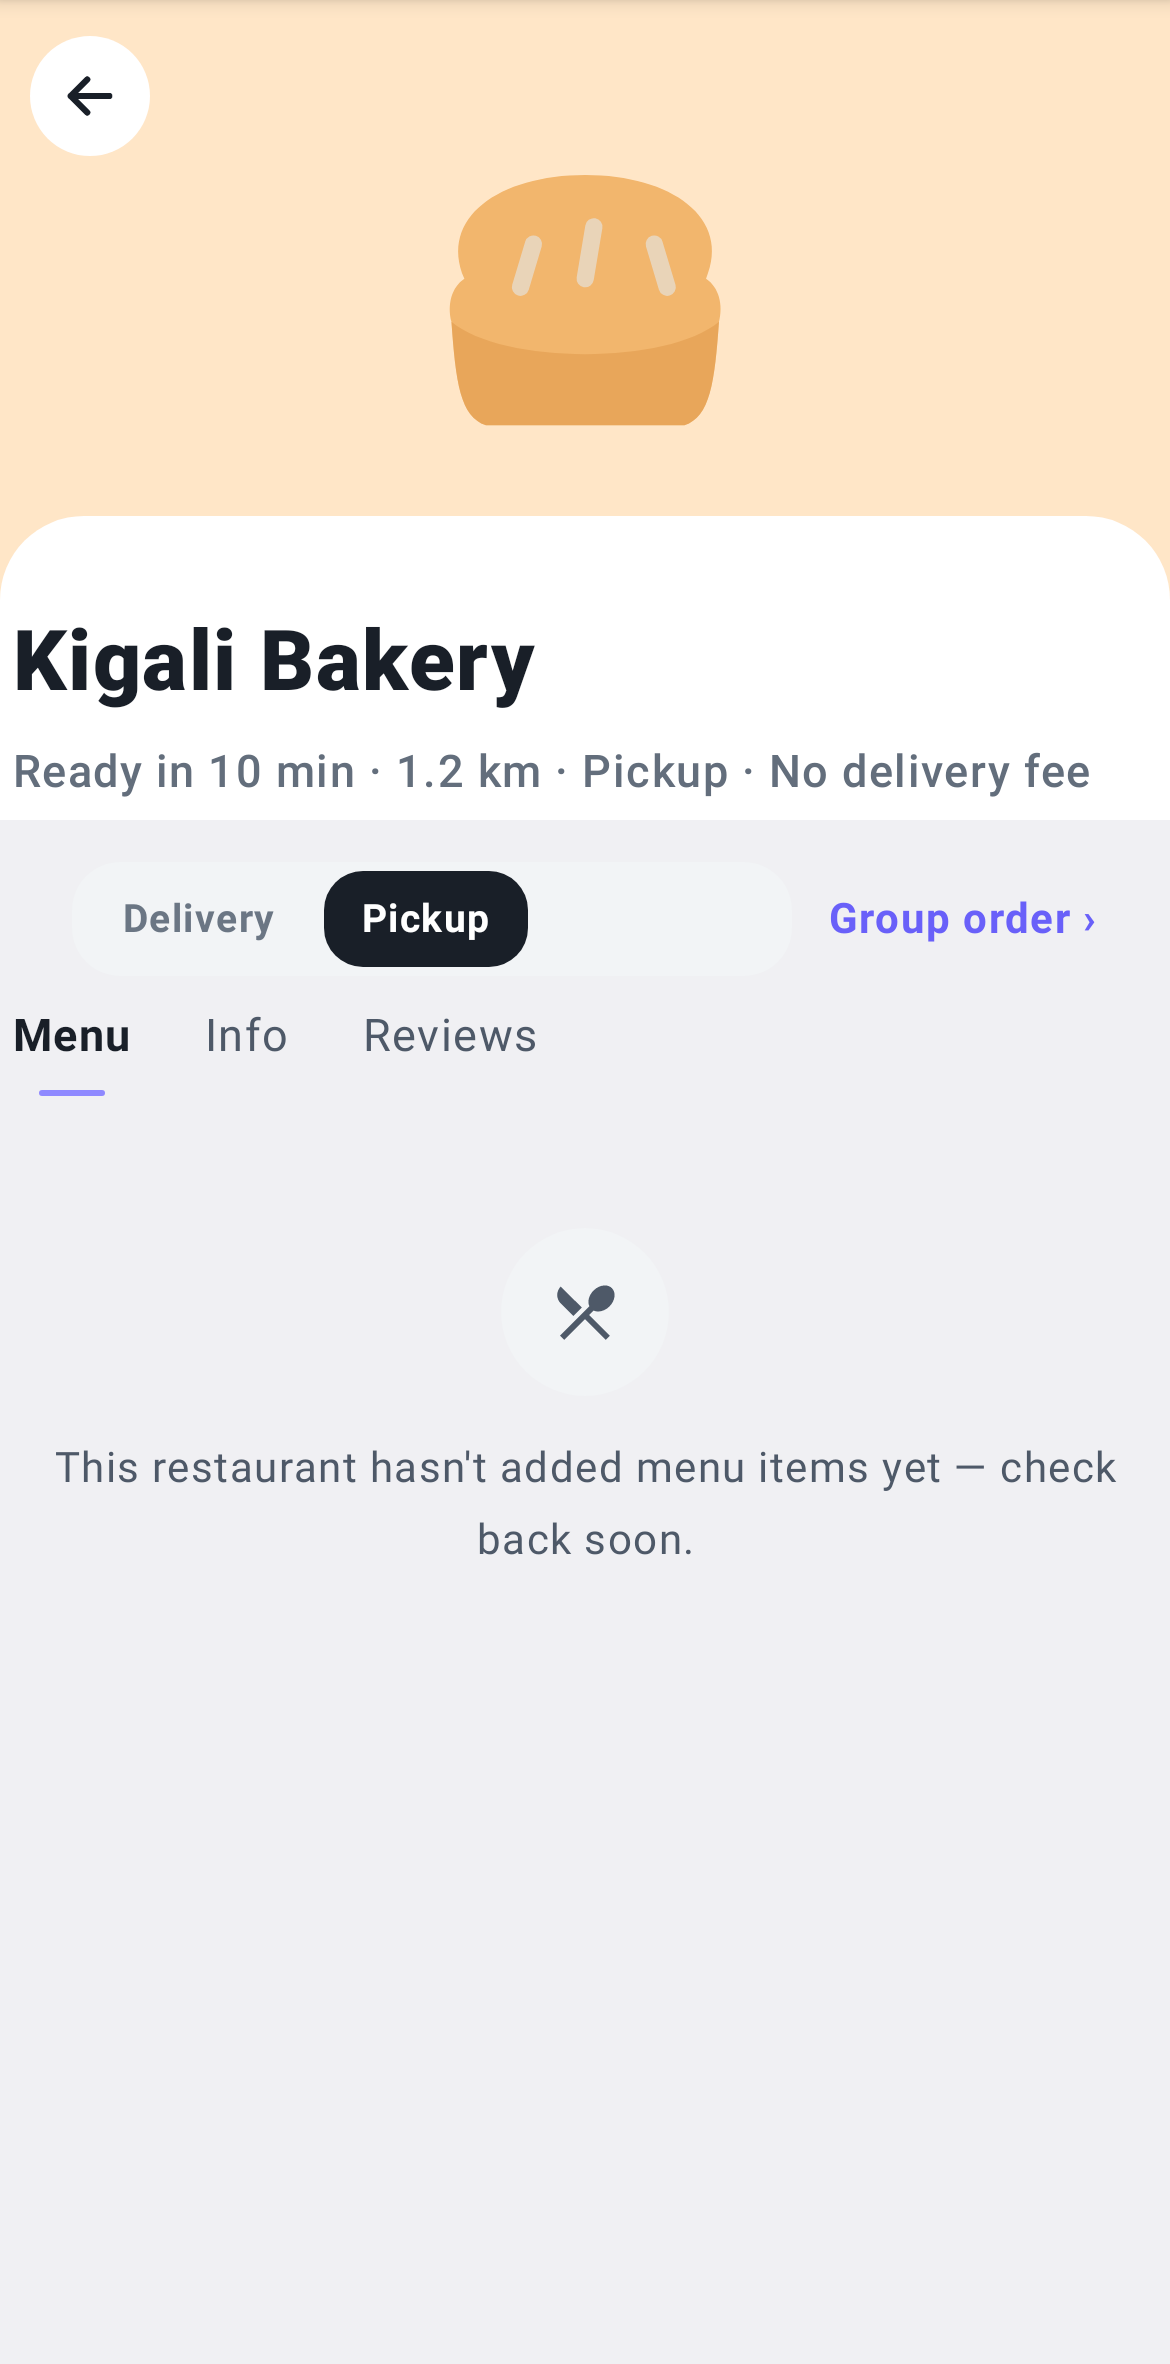 Kigali Bakery
Ready in 10 min · 1.2 km · Pickup · No delivery fee
Delivery Pickup Group order ›
Menu Info Reviews
This restaurant hasn't added menu items yet — check
back soon.